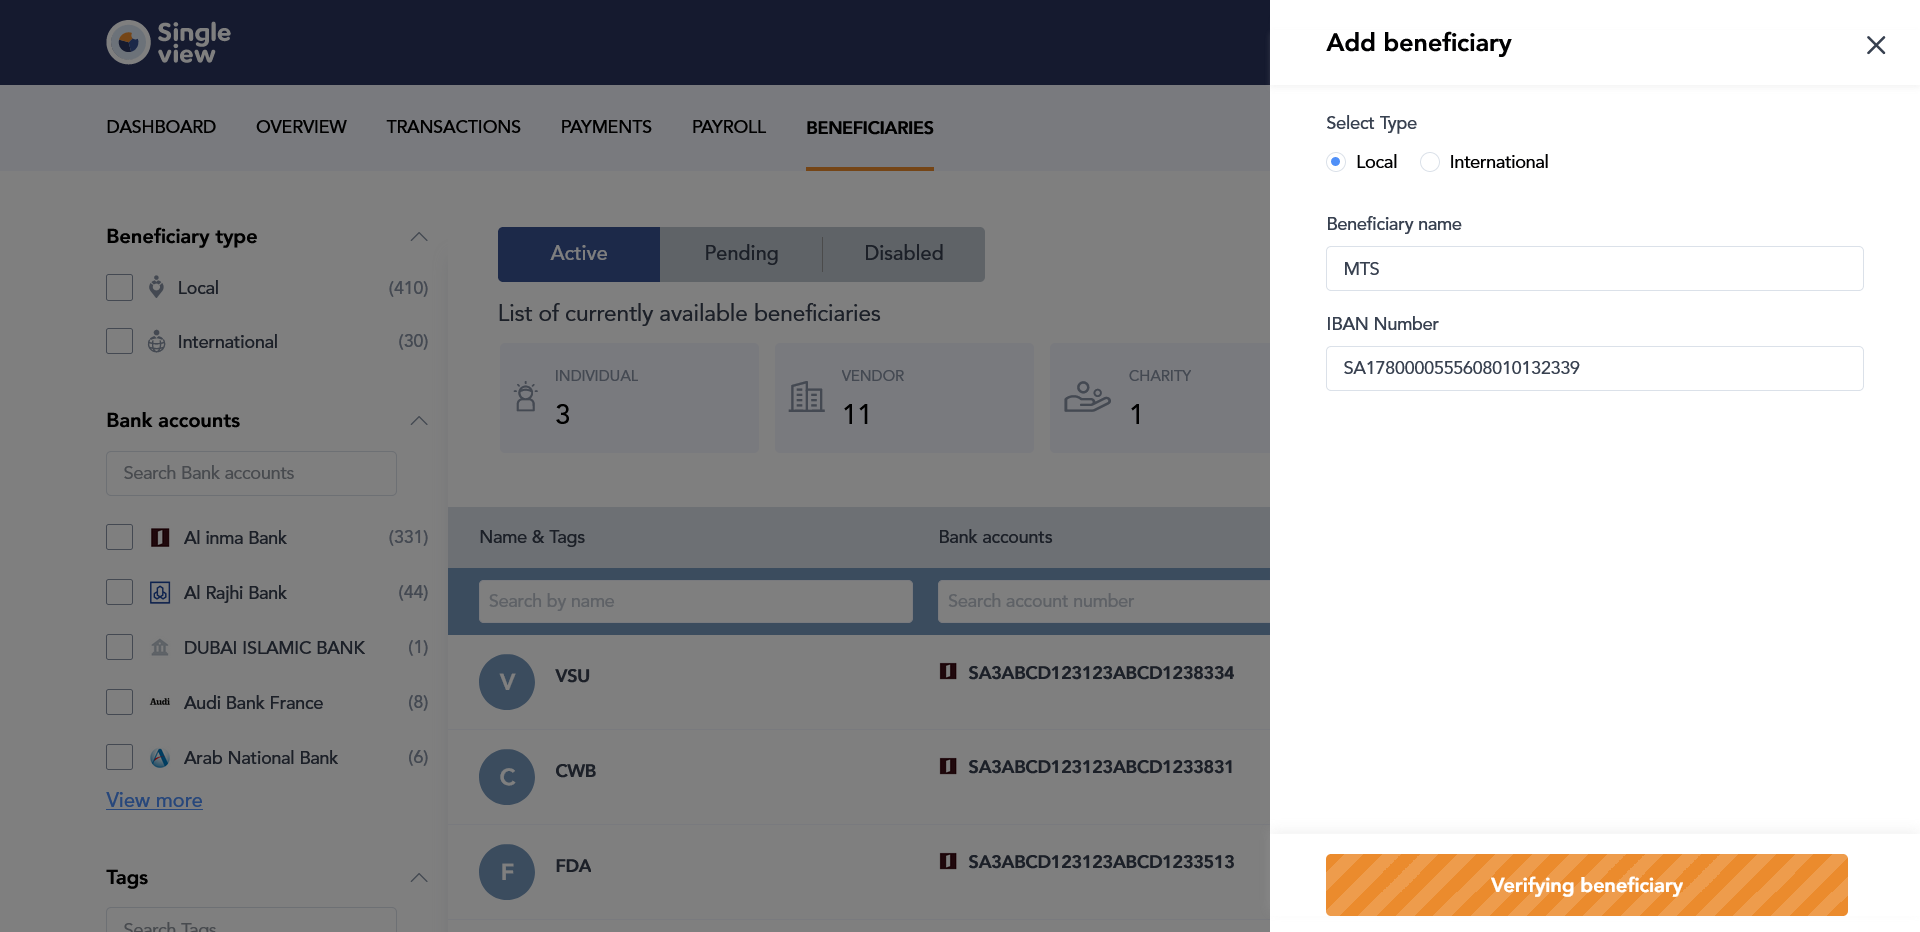 Single
view
DASHBOARD
OVERVIEW
TRANSACTIONS
PAYMENTS
PAYROLL
BENEFICIARIES
Beneficiary type
Local
(410)
International
(30)
Bank accounts
Search Bank accounts
Al inma Bank
(331)
Al Rajhi Bank
(44)
DUBAI ISLAMIC BANK
(1)
Audi
Audi Bank France
(8)
Arab National Bank
(6)
View more
Tags
Search Tags
Active
Pending
Disabled
List of currently available beneficiaries
INDIVIDUAL
3
VENDOR
11
CHARITY
1
Name & Tags
Bank accounts
Search by name
Search account number
V
VSU
SA3ABCD123123ABCD1238334
C
CWB
SA3ABCD123123ABCD1233831
F
FDA
SA3ABCD123123ABCD1233513
Add beneficiary
Select Type
Local
International
Beneficiary name
MTS
IBAN Number
SA1780000555608010132339
Verifying beneficiary